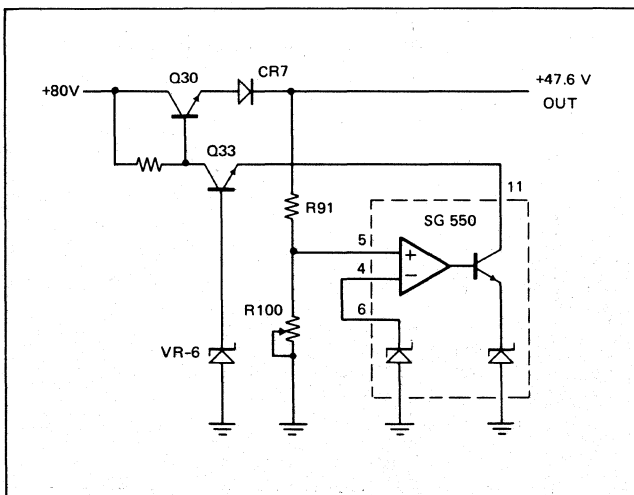 Q30
CR7
+80V
+47.6 V
OUT
Q33
11
R91
SG 550
5
+
4
−
6
R100
VR-6